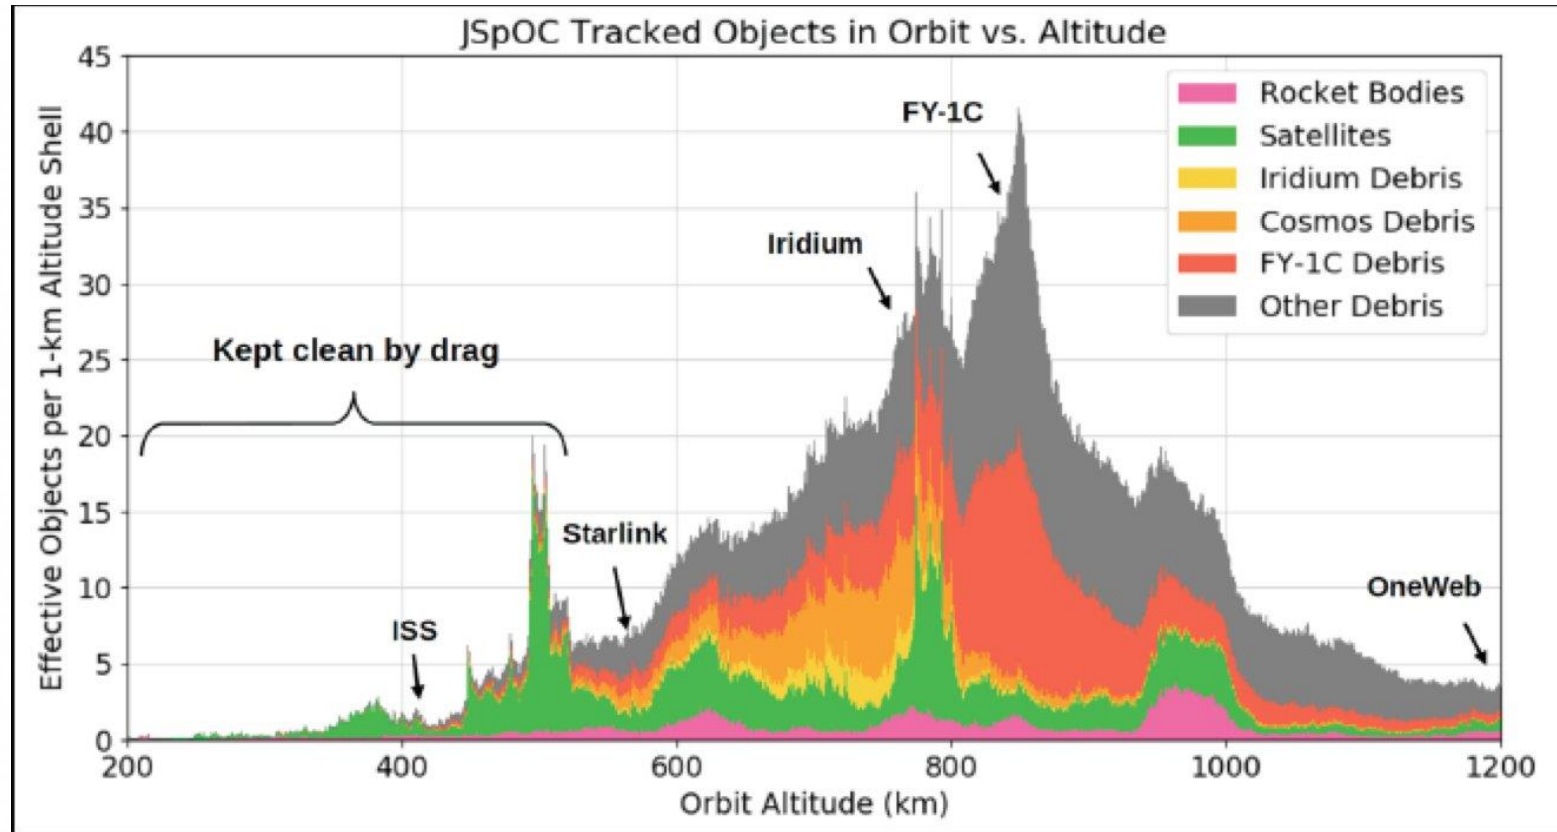 JSpOC Tracked Objects in Orbit vs. Altitude
Effective Objects per 1-km Altitude Shell
45
40
35
30
25
20
15
10
5
0
Rocket Bodies
Satellites
Iridium Debris
Cosmos Debris
FY-1C Debris
Other Debris
FY-1C
Iridium
Kept clean by drag
Starlink
ISS
OneWeb
200
400
600
800
1000
1200
Orbit Altitude (km)